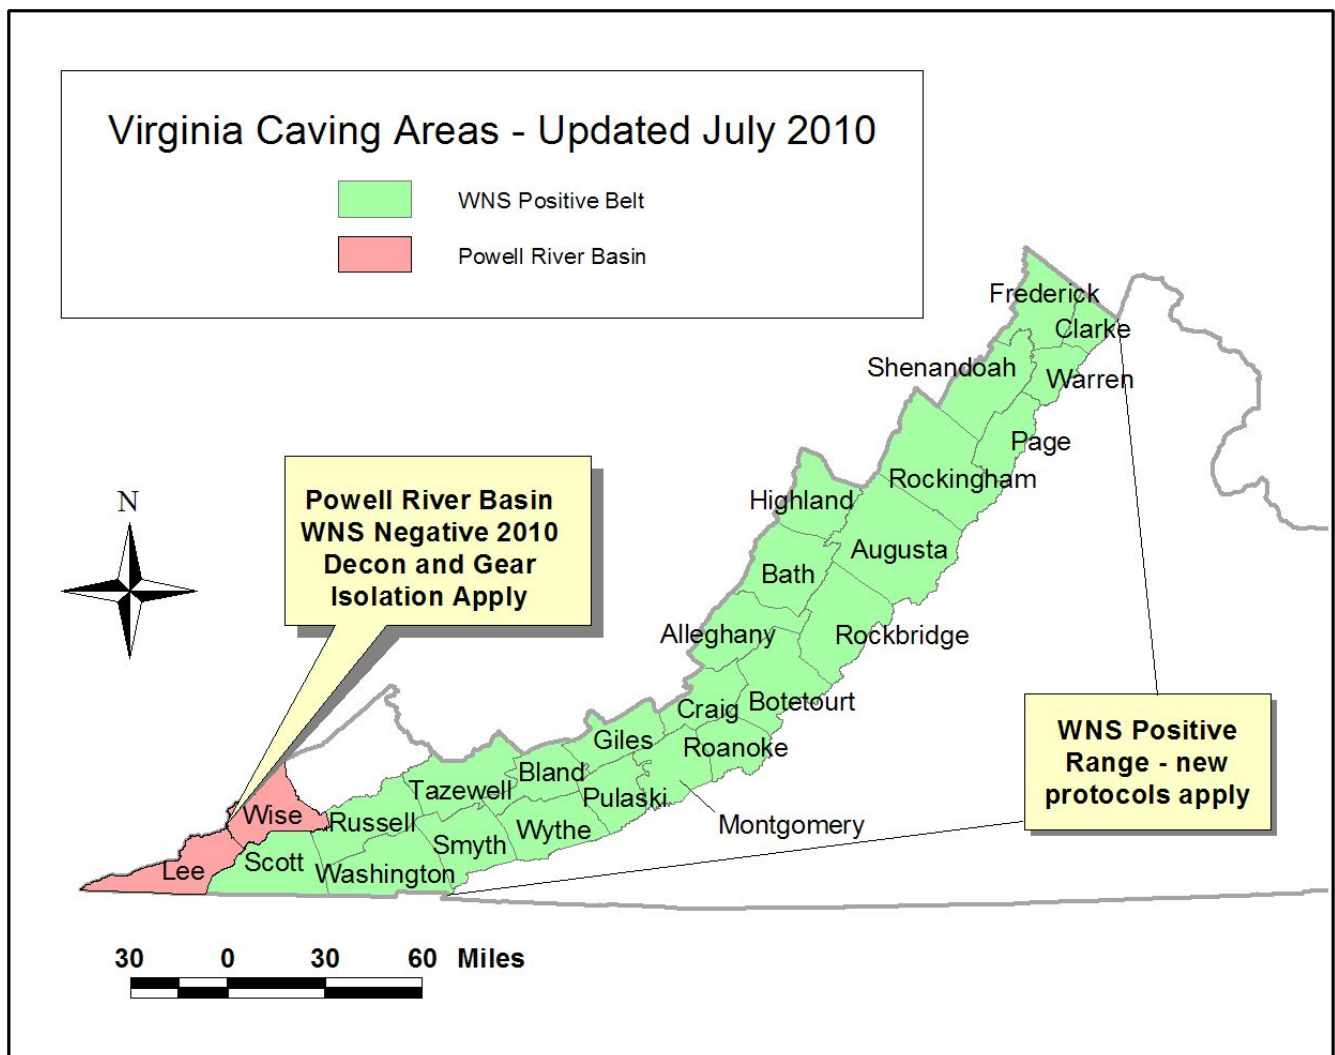 Virginia Caving Areas - Updated July 2010
WNS Positive Belt
Powell River Basin
Frederick
Clarke
Shenandoah
Warren
Page
Rockingham
Highland
Augusta
Bath
Alleghany
Rockbridge
Botetourt
Craig
Roanoke
Giles
Bland
Pulaski
Montgomery
Tazewell
Wythe
Smyth
Russell
Washington
Scott
Wise
Lee
N
Powell River Basin
WNS Negative 2010
Decon and Gear
Isolation Apply
WNS Positive
Range - new
protocols apply
30 0 30 60 Miles